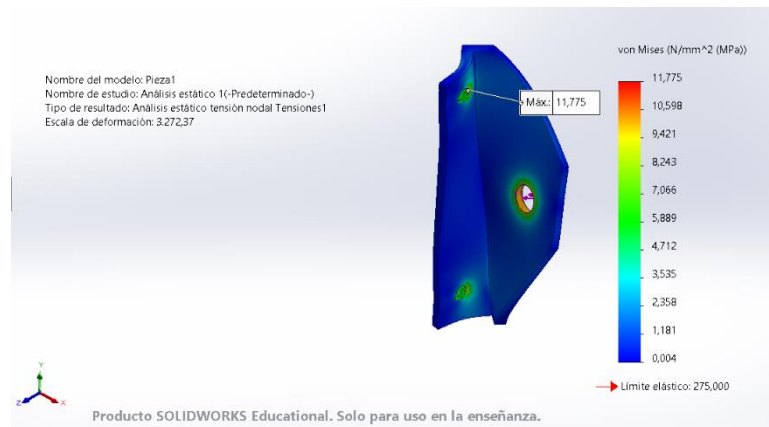 Nombre del modelo: Pieza1
Nombre de estudio: Análisis estático 1(-Predeterminado-)
Tipo de resultado: Análisis estático tensión nodal Tensiones1
Escala de deformación: 3.272,37
von Mises (N/mm^2 (MPa))
Máx.: 11,775
11,775
10,598
9,421
8,243
7,066
5,889
4,712
3,535
2,358
1,181
0,004
Límite elástico: 275,000
Y
Z
X
Producto SOLIDWORKS Educational. Solo para uso en la enseñanza.